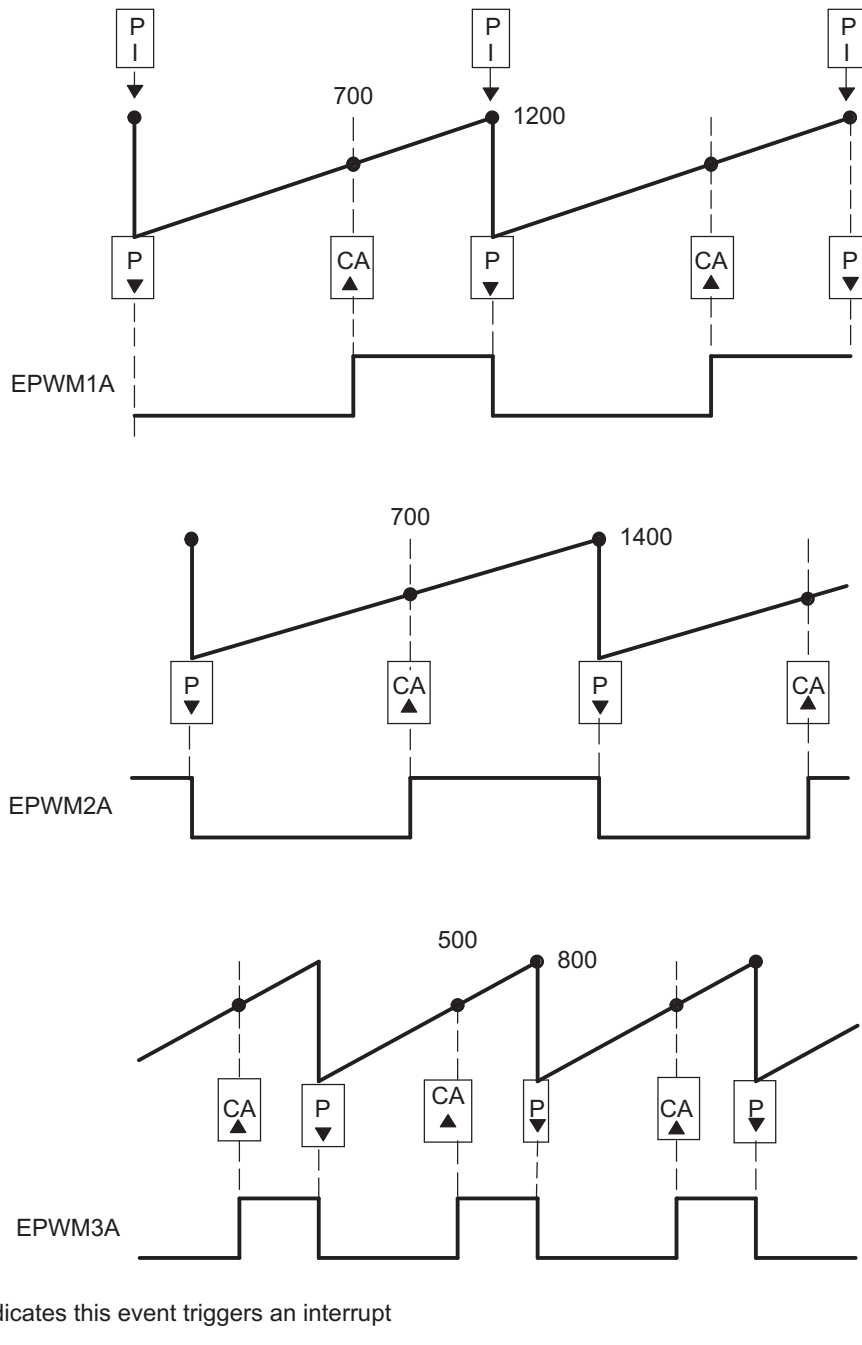 P
I
P
I
P
I
700
1200
P
CA
P
CA
P
EPWM1A
700
1400
P
CA
P
CA
EPWM2A
500
800
CA
P
CA
P
CA
P
EPWM3A
dicates this event triggers an interrupt